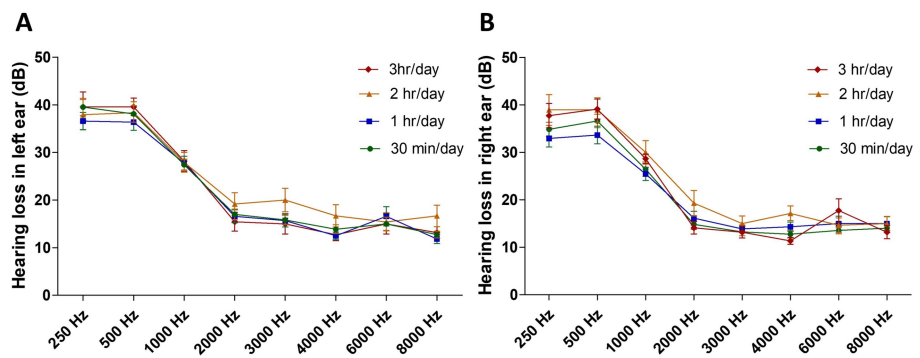 A
Hearing loss in left ear (dB)
50
40
30
20
10
0
3hr/day
2 hr/day
1 hr/day
30 min/day
250 Hz
500 Hz
1000 Hz
2000 Hz
3000 Hz
4000 Hz
6000 Hz
8000 Hz
B
Hearing loss in right ear (dB)
50
40
30
20
10
0
3 hr/day
2 hr/day
1 hr/day
30 min/day
250 Hz
500 Hz
1000 Hz
2000 Hz
3000 Hz
4000 Hz
6000 Hz
8000 Hz